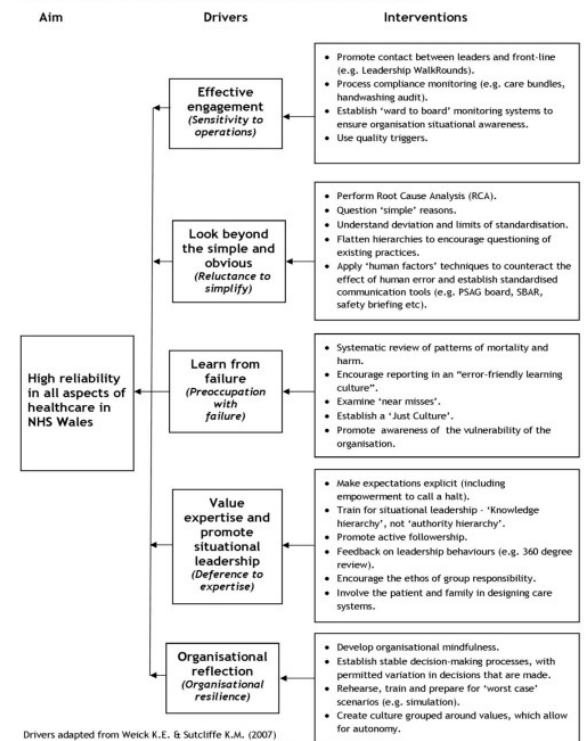 Aim
Drivers
Interventions
Effective
engagement
(Sensitivity to
operations)
• Promote contact between leaders and front-line
(e.g. Leadership WalkRounds).
• Process compliance monitoring (e.g. care bundles,
handwashing audit).
• Establish 'ward to board' monitoring systems to
ensure organisation situational awareness.
• Use quality triggers.
Look beyond
the simple and
obvious
(Reluctance to
simplify)
• Perform Root Cause Analysis (RCA).
• Question 'simple' reasons.
• Understand deviation and limits of standardisation.
• Flatten hierarchies to encourage questioning of
existing practices.
• Apply 'human factors' techniques to counteract the
effect of human error and establish standardised
communication tools (e.g. PSAG board, SBAR,
safety briefing etc).
High reliability
in all aspects of
healthcare in
NHS Wales
Learn from
failure
(Preoccupation
with
failure)
• Systematic review of patterns of mortality and
harm.
• Encourage reporting in an "error-friendly learning
culture".
• Examine 'near misses'.
• Establish a 'Just Culture'.
• Promote awareness of the vulnerability of the
organisation.
Value
expertise and
promote
situational
leadership
(Deference to
expertise)
• Make expectations explicit (including
empowerment to call a halt).
• Train for situational leadership - 'Knowledge
hierarchy', not 'authority hierarchy'.
• Promote active followership.
• Feedback on leadership behaviours (e.g. 360 degree
review).
• Encourage the ethos of group responsibility.
• Involve the patient and family in designing care
systems.
Organisational
reflection
(Organisational
resilience)
• Develop organisational mindfulness.
• Establish stable decision-making processes, with
permitted variation in decisions that are made.
• Rehearse, train and prepare for 'worst case'
scenarios (e.g. simulation).
• Create culture grouped around values, which allow
for autonomy.
Drivers adapted from Weick K.E. & Sutcliffe K.M. (2007)